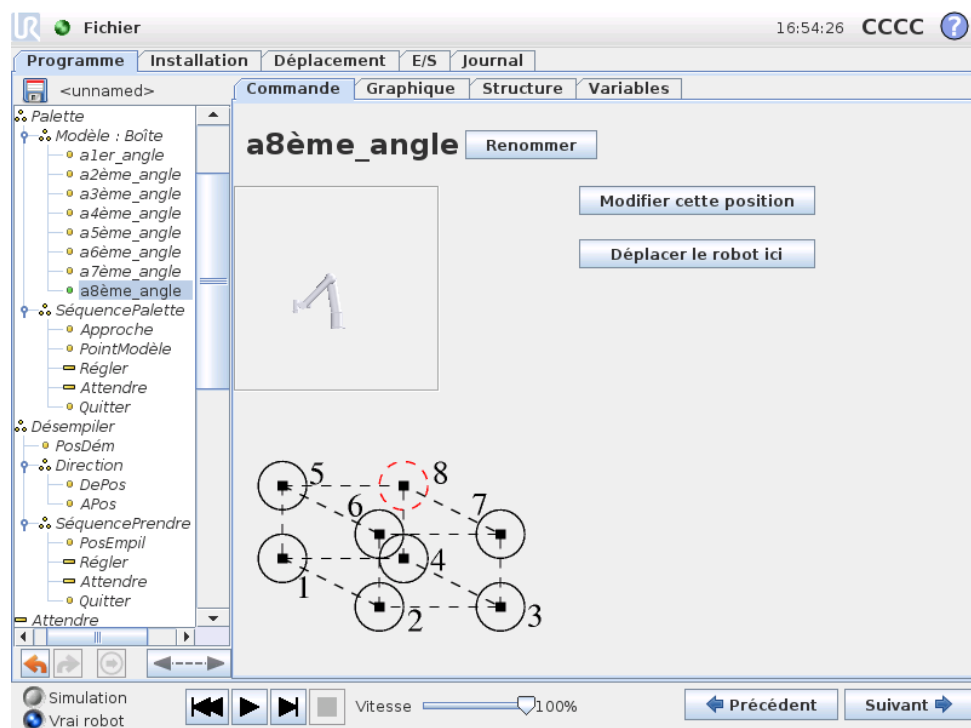 UR Fichier 16:54:26 CCCC ?
Programme Installation Déplacement E/S Journal
<unnamed>
Commande Graphique Structure Variables
Palette
Modèle : Boîte
a1er_angle
a2ème_angle
a3ème_angle
a4ème_angle
a5ème_angle
a6ème_angle
a7ème_angle
a8ème_angle
SéquencePalette
Approche
PointModèle
Régler
Attendre
Quitter
Désempiler
PosDém
Direction
DePos
APos
SéquencePrendre
PosEmpil
Régler
Attendre
Quitter
Attendre
a8ème_angle Renommer
Modifier cette position
Déplacer le robot ici
5 8
6 7
4
1
2 3
Simulation
Vrai robot
Vitesse 100%
Précédent Suivant